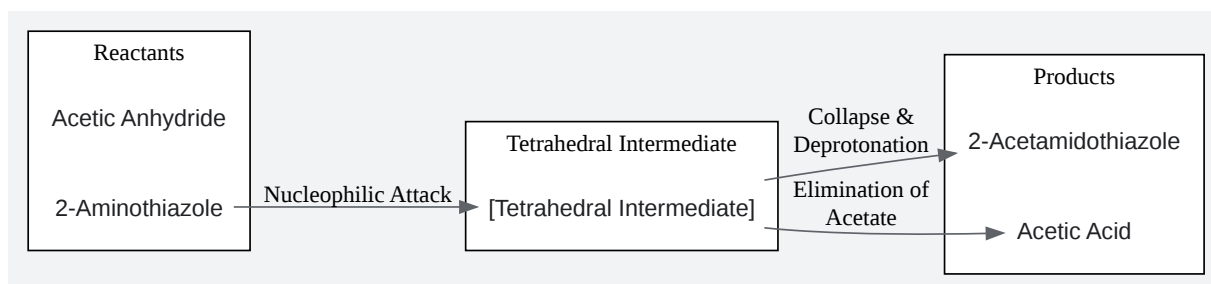 Reactants
Acetic Anhydride
2-Aminothiazole
Nucleophilic Attack
Tetrahedral Intermediate
[Tetrahedral Intermediate]
Collapse &
Deprotonation
Elimination of
Acetate
Products
2-Acetamidothiazole
Acetic Acid